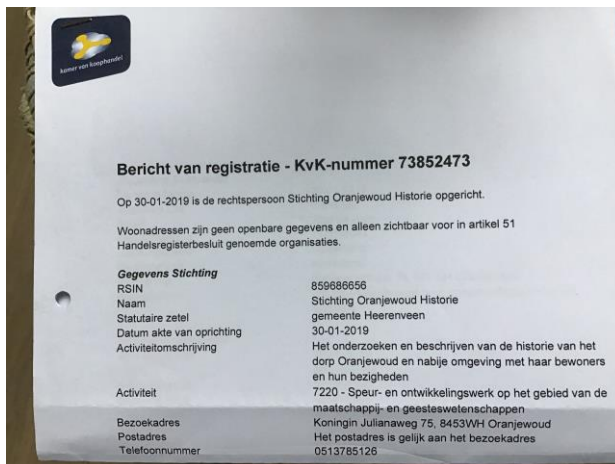 kamer van koophandel
Bericht van registratie - KvK-nummer 73852473
Op 30-01-2019 is de rechtspersoon Stichting Oranjewoud Historie opgericht.
Woonadressen zijn geen openbare gegevens en alleen zichtbaar voor in artikel 51
Handelsregisterbesluit genoemde organisaties.
Gegevens Stichting
RSIN 859686656
Naam Stichting Oranjewoud Historie
Statutaire zetel gemeente Heerenveen
Datum akte van oprichting 30-01-2019
Activiteitomschrijving Het onderzoeken en beschrijven van de historie van het
dorp Oranjewoud en nabije omgeving met haar bewoners
en hun bezigheden
Activiteit 7220 - Speur- en ontwikkelingswerk op het gebied van de
maatschappij- en geesteswetenschappen
Bezoekadres Koningin Julianaweg 75, 8453WH Oranjewoud
Postadres Het postadres is gelijk aan het bezoekadres
Telefoonnummer 0513785126